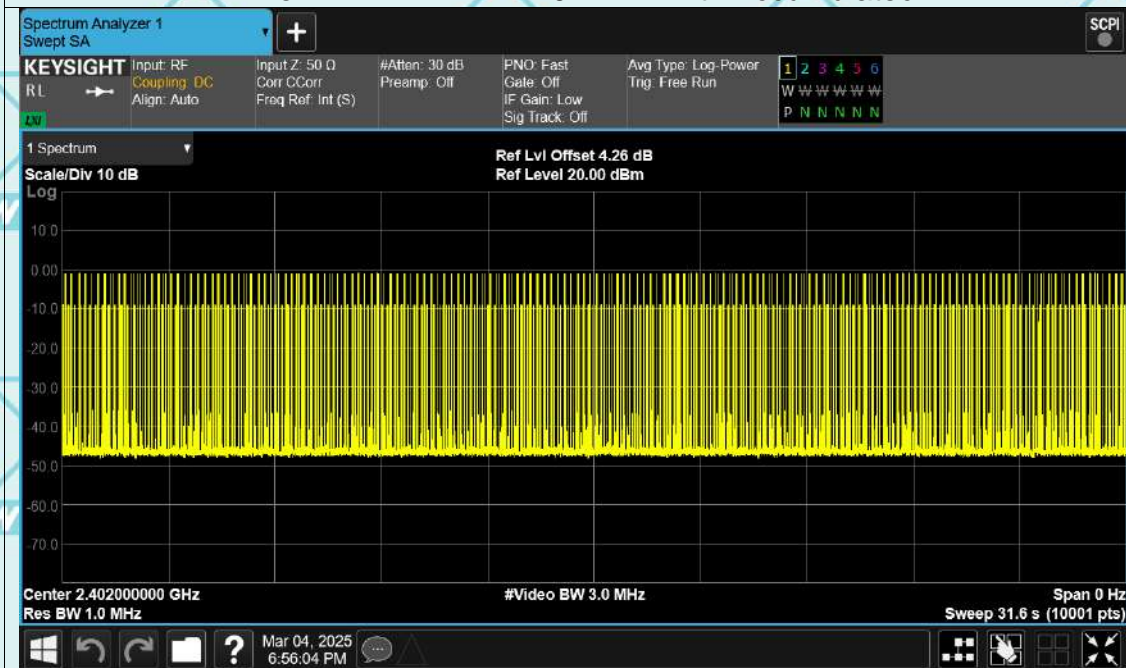 Spectrum Analyzer 1
Swept SA
+
SCPI
KEYSIGHT
RL
LXI
Input: RF
Coupling: DC
Align: Auto
Input Z: 50 Ω
Corr CCorr
Freq Ref: Int (S)
#Atten: 30 dB
Preamp: Off
PNO: Fast
Gate: Off
IF Gain: Low
Sig Track: Off
Avg Type: Log-Power
Trig: Free Run
1 2 3 4 5 6
W W W W W W
P N N N N N
1 Spectrum
Scale/Div 10 dB
Log
Ref Lvl Offset 4.26 dB
Ref Level 20.00 dBm
10.0
0.00
-10.0
-20.0
-30.0
-40.0
-50.0
-60.0
-70.0
Center 2.402000000 GHz
Res BW 1.0 MHz
#Video BW 3.0 MHz
Span 0 Hz
Sweep 31.6 s (10001 pts)
?
Mar 04, 2025
6:56:04 PM